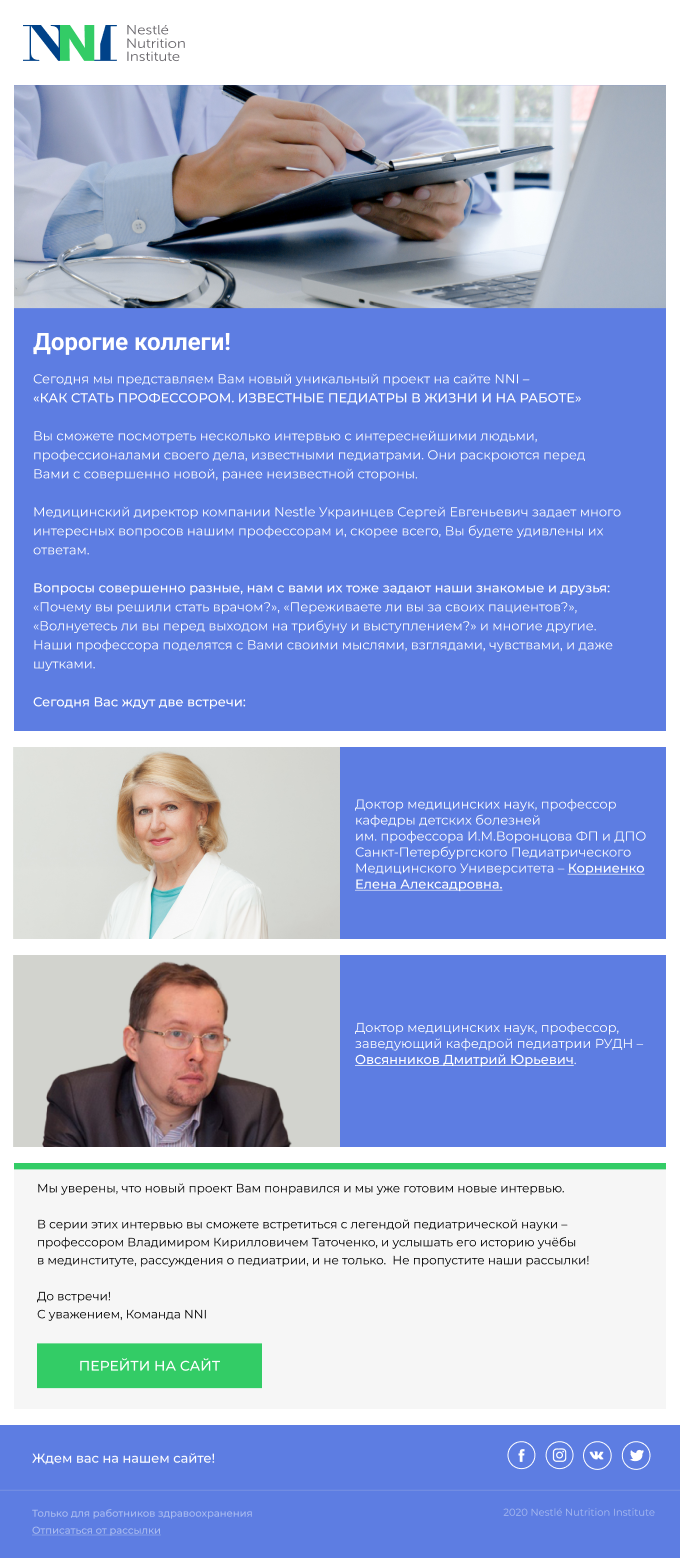 NNI
Nestlé
Nutrition
Institute
Дорогие коллеги!
Сегодня мы представляем Вам новый уникальный проект на сайте NNI –
«КАК СТАТЬ ПРОФЕССОРОМ. ИЗВЕСТНЫЕ ПЕДИАТРЫ В ЖИЗНИ И НА РАБОТЕ»
Вы сможете посмотреть несколько интервью с интереснейшими людьми,
профессионалами своего дела, известными педиатрами. Они раскроются перед
Вами с совершенно новой, ранее неизвестной стороны.
Медицинский директор компании Nestle Украинцев Сергей Евгеньевич задает много
интересных вопросов нашим профессорам и, скорее всего, Вы будете удивлены их
ответам.
Вопросы совершенно разные, нам с вами их тоже задают наши знакомые и друзья:
«Почему вы решили стать врачом?», «Переживаете ли вы за своих пациентов?»,
«Волнуетесь ли вы перед выходом на трибуну и выступлением?» и многие другие.
Наши профессора поделятся с Вами своими мыслями, взглядами, чувствами, и даже
шутками.
Сегодня Вас ждут две встречи:
Доктор медицинских наук, профессор
кафедры детских болезней
им. профессора И.М.Воронцова ФП и ДПО
Санкт-Петербургского Педиатрического
Медицинского Университета – Корниенко
Елена Алексадровна.
Доктор медицинских наук, профессор,
заведующий кафедрой педиатрии РУДН –
Овсянников Дмитрий Юрьевич.
Мы уверены, что новый проект Вам понравился и мы уже готовим новые интервью.
В серии этих интервью вы сможете встретиться с легендой педиатрической науки –
профессором Владимиром Кирилловичем Таточенко, и услышать его историю учёбы
в мединституте, рассуждения о педиатрии, и не только. Не пропустите наши рассылки!
До встречи!
С уважением, Команда NNI
ПЕРЕЙТИ НА САЙТ
Ждем вас на нашем сайте!
Только для работников здравоохранения
2020 Nestlé Nutrition Institute
Отписаться от рассылки